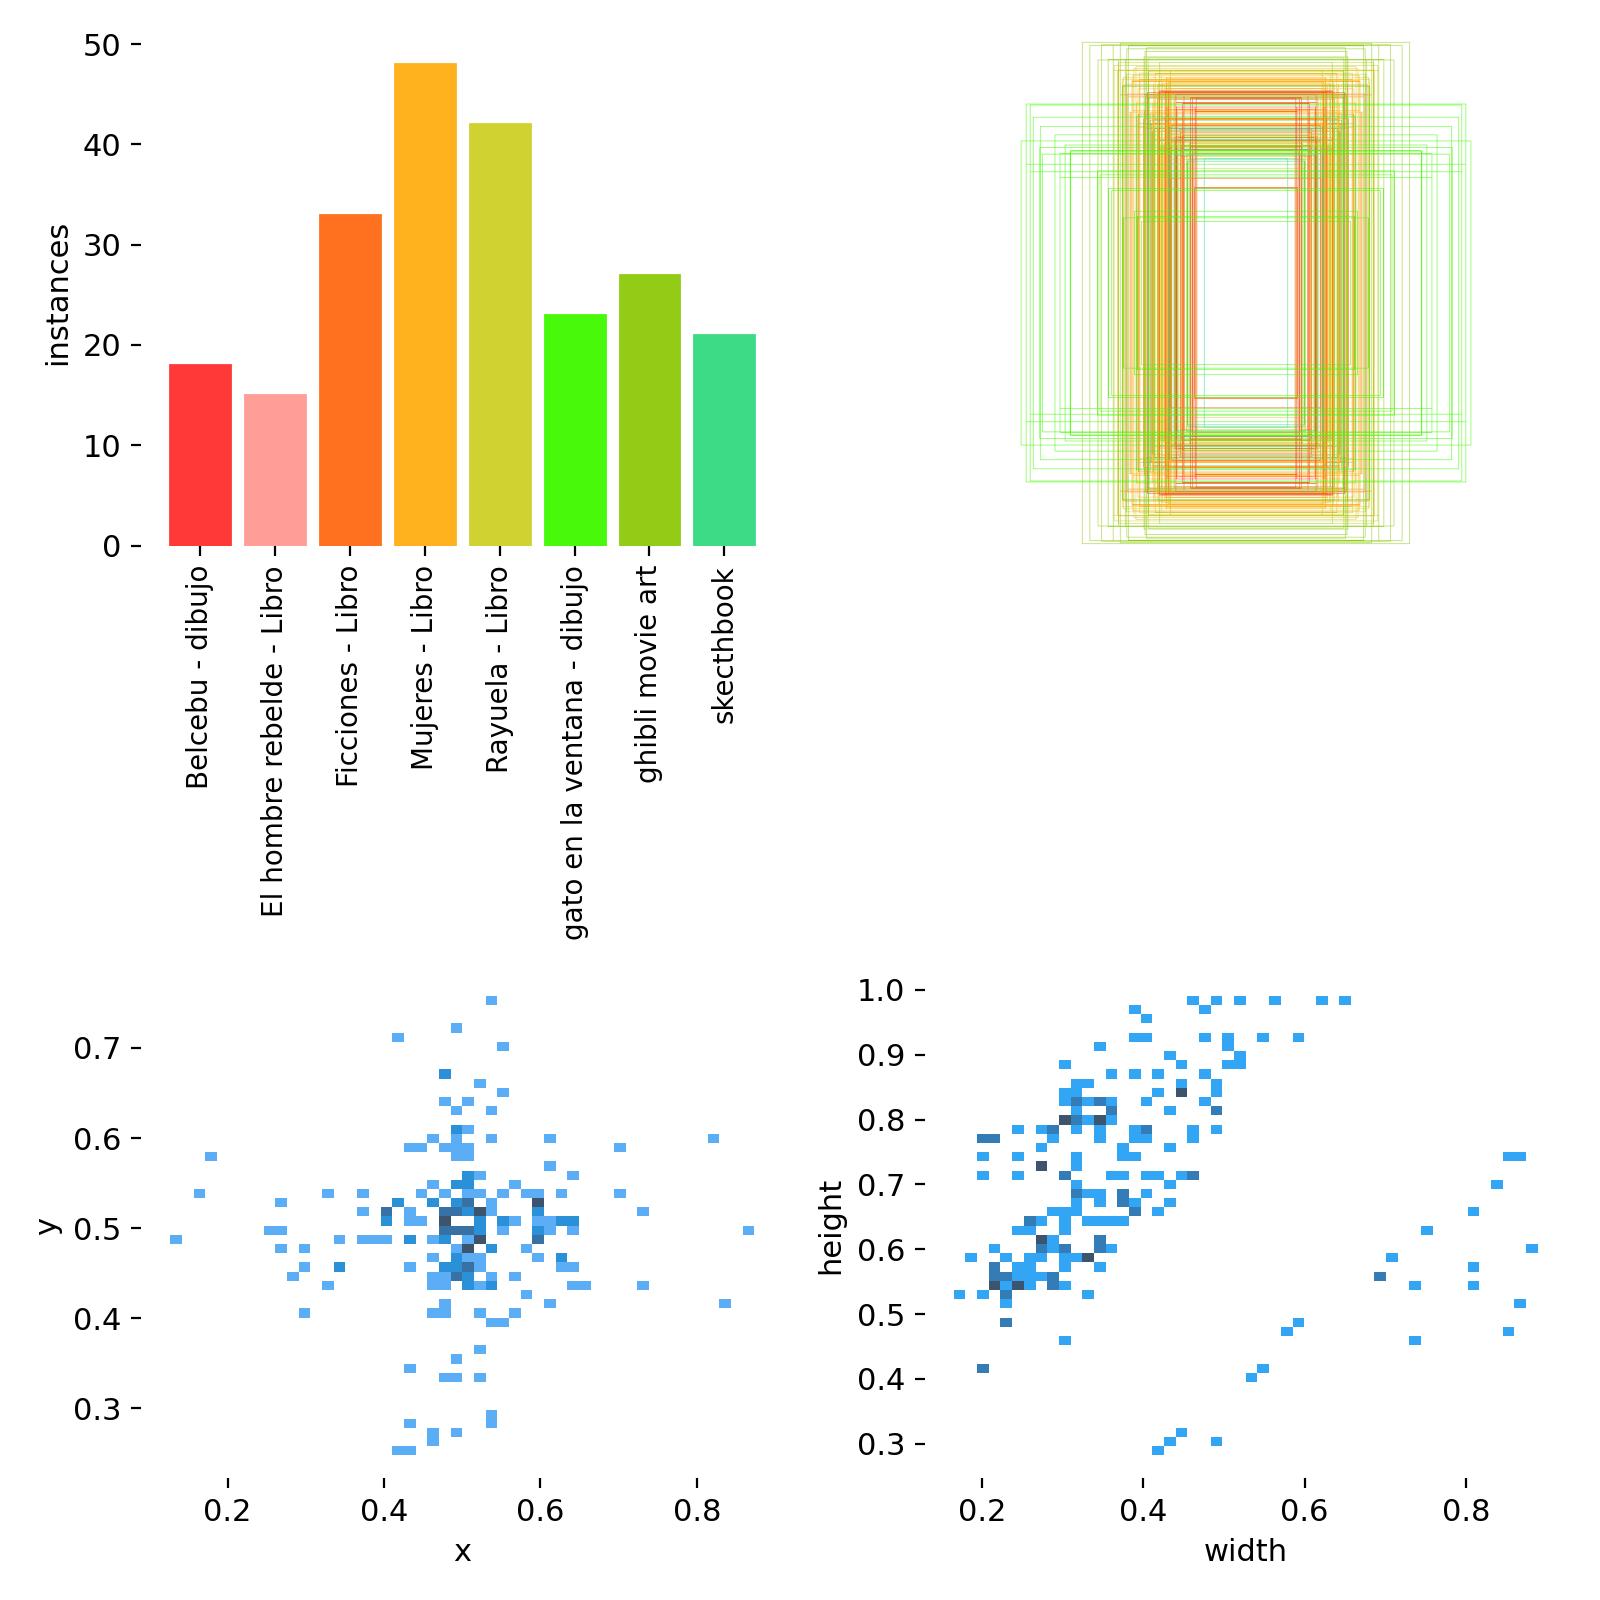 50
40
30
20
10
0
instances
Belcebu - dibujo
El hombre rebelde - Libro
Ficciones - Libro
Mujeres - Libro
Rayuela - Libro
gato en la ventana - dibujo
ghibli movie art
skecthbook
0.7
0.6
0.5
0.4
0.3
y
0.2 0.4 0.6 0.8
x
1.0
0.9
0.8
0.7
0.6
0.5
0.4
0.3
height
0.2 0.4 0.6 0.8
width